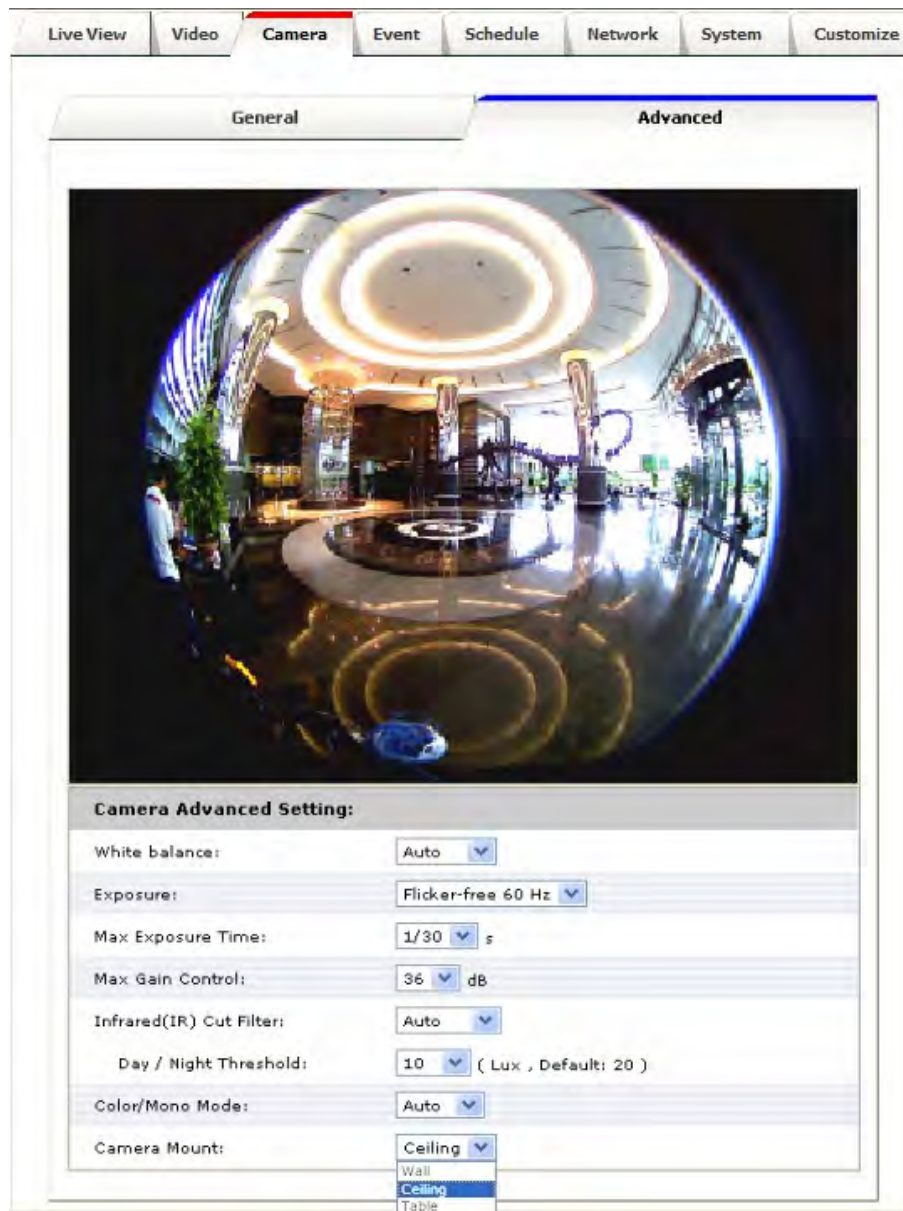 Live View Video Camera Event Schedule Network System Customize
General Advanced
Camera Advanced Setting:
White balance: Auto
Exposure: Flicker-free 60 Hz
Max Exposure Time: 1/30 s
Max Gain Control: 36 dB
Infrared(IR) Cut Filter: Auto
Day / Night Threshold: 10 ( Lux , Default: 20 )
Color/Mono Mode: Auto
Camera Mount: Ceiling
Wall
Ceiling
Table